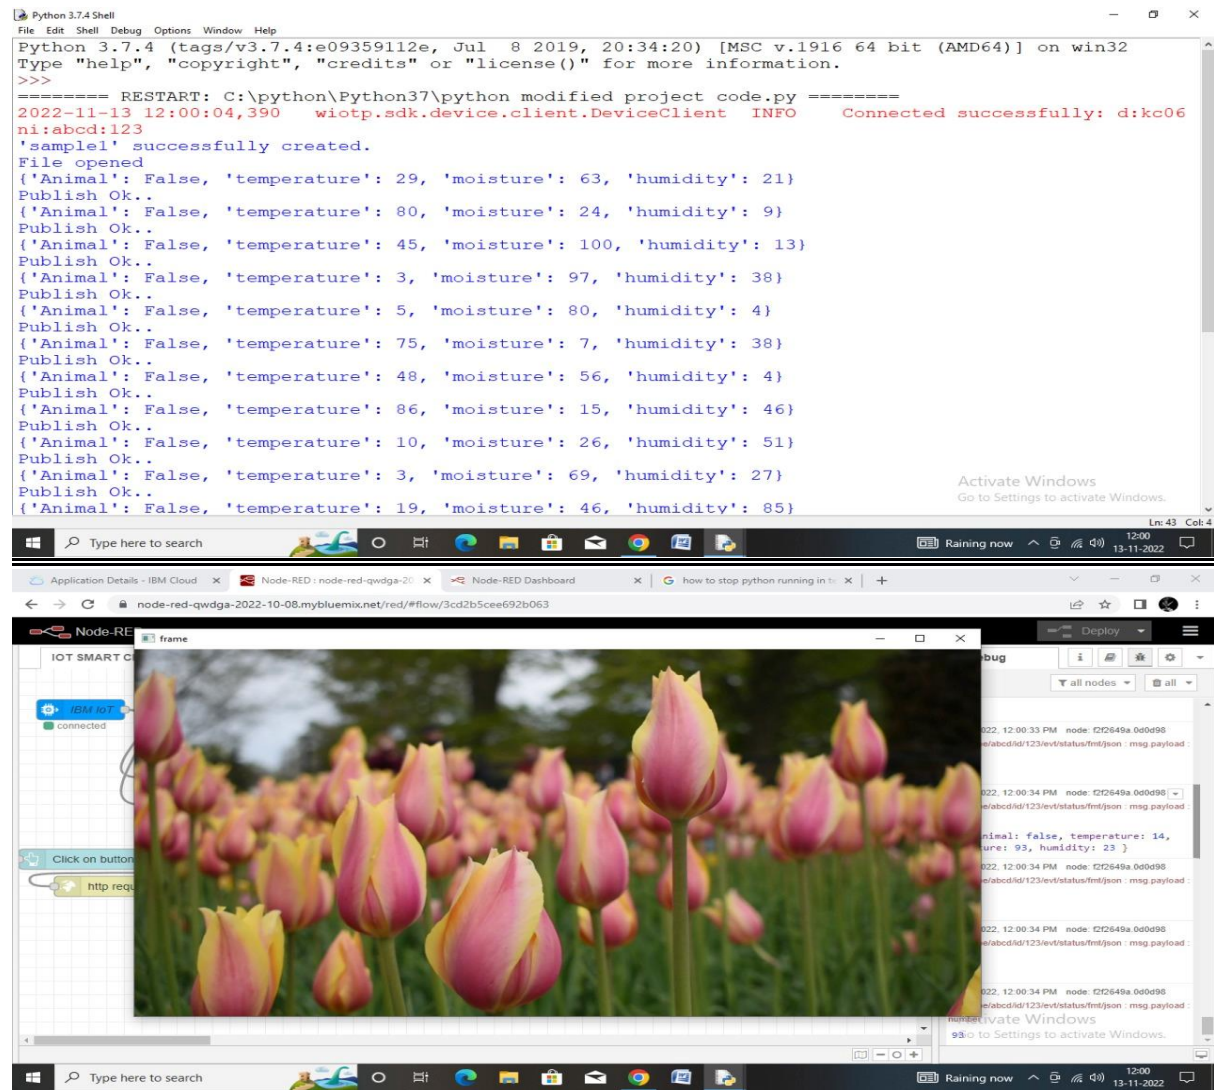 Python 3.7.4 Shell
File Edit Shell Debug Options Window Help
Python 3.7.4 (tags/v3.7.4:e09359112e, Jul  8 2019, 20:34:20) [MSC v.1916 64 bit (AMD64)] on win32
Type "help", "copyright", "credits" or "license()" for more information.
>>>
======== RESTART: C:\python\Python37\python modified project code.py ========
2022-11-13 12:00:04,390   wiotp.sdk.device.client.DeviceClient  INFO    Connected successfully: d:kc06
ni:abcd:123
'sample1' successfully created.
File opened
{'Animal': False, 'temperature': 29, 'moisture': 63, 'humidity': 21}
Publish Ok..
{'Animal': False, 'temperature': 80, 'moisture': 24, 'humidity': 9}
Publish Ok..
{'Animal': False, 'temperature': 45, 'moisture': 100, 'humidity': 13}
Publish Ok..
{'Animal': False, 'temperature': 3, 'moisture': 97, 'humidity': 38}
Publish Ok..
{'Animal': False, 'temperature': 5, 'moisture': 80, 'humidity': 4}
Publish Ok..
{'Animal': False, 'temperature': 75, 'moisture': 7, 'humidity': 38}
Publish Ok..
{'Animal': False, 'temperature': 48, 'moisture': 56, 'humidity': 4}
Publish Ok..
{'Animal': False, 'temperature': 86, 'moisture': 15, 'humidity': 46}
Publish Ok..
{'Animal': False, 'temperature': 10, 'moisture': 26, 'humidity': 51}
Publish Ok..
{'Animal': False, 'temperature': 3, 'moisture': 69, 'humidity': 27}
Publish Ok..
{'Animal': False, 'temperature': 19, 'moisture': 46, 'humidity': 85}
Activate Windows
Go to Settings to activate Windows.
Ln: 43 Col: 4
Type here to search
Raining now
12:00
13-11-2022
Application Details - IBM Cloud
Node-RED : node-red-qwdga-20
Node-RED Dashboard
how to stop python running in te
node-red-qwdga-2022-10-08.mybluemix.net/red/#flow/3cd2b5cee692b063
Node-RE
frame
Deploy
IOT SMART C
bug
all nodes
all
IBM IoT
connected
Click on button
http requ
022, 12:00:33 PM node: f2f2649a.0d0d98
e/abcd/id/123/evt/status/fmt/json : msg.payload :
022, 12:00:34 PM node: f2f2649a.0d0d98
e/abcd/id/123/evt/status/fmt/json : msg.payload :
nimal: false, temperature: 14,
ure: 93, humidity: 23 }
022, 12:00:34 PM node: f2f2649a.0d0d98
e/abcd/id/123/evt/status/fmt/json : msg.payload :
022, 12:00:34 PM node: f2f2649a.0d0d98
e/abcd/id/123/evt/status/fmt/json : msg.payload :
022, 12:00:34 PM node: f2f2649a.0d0d98
e/abcd/id/123/evt/status/fmt/json : msg.payload :
number
93
Activate Windows
Go to Settings to activate Windows.
Type here to search
Raining now
12:00
13-11-2022